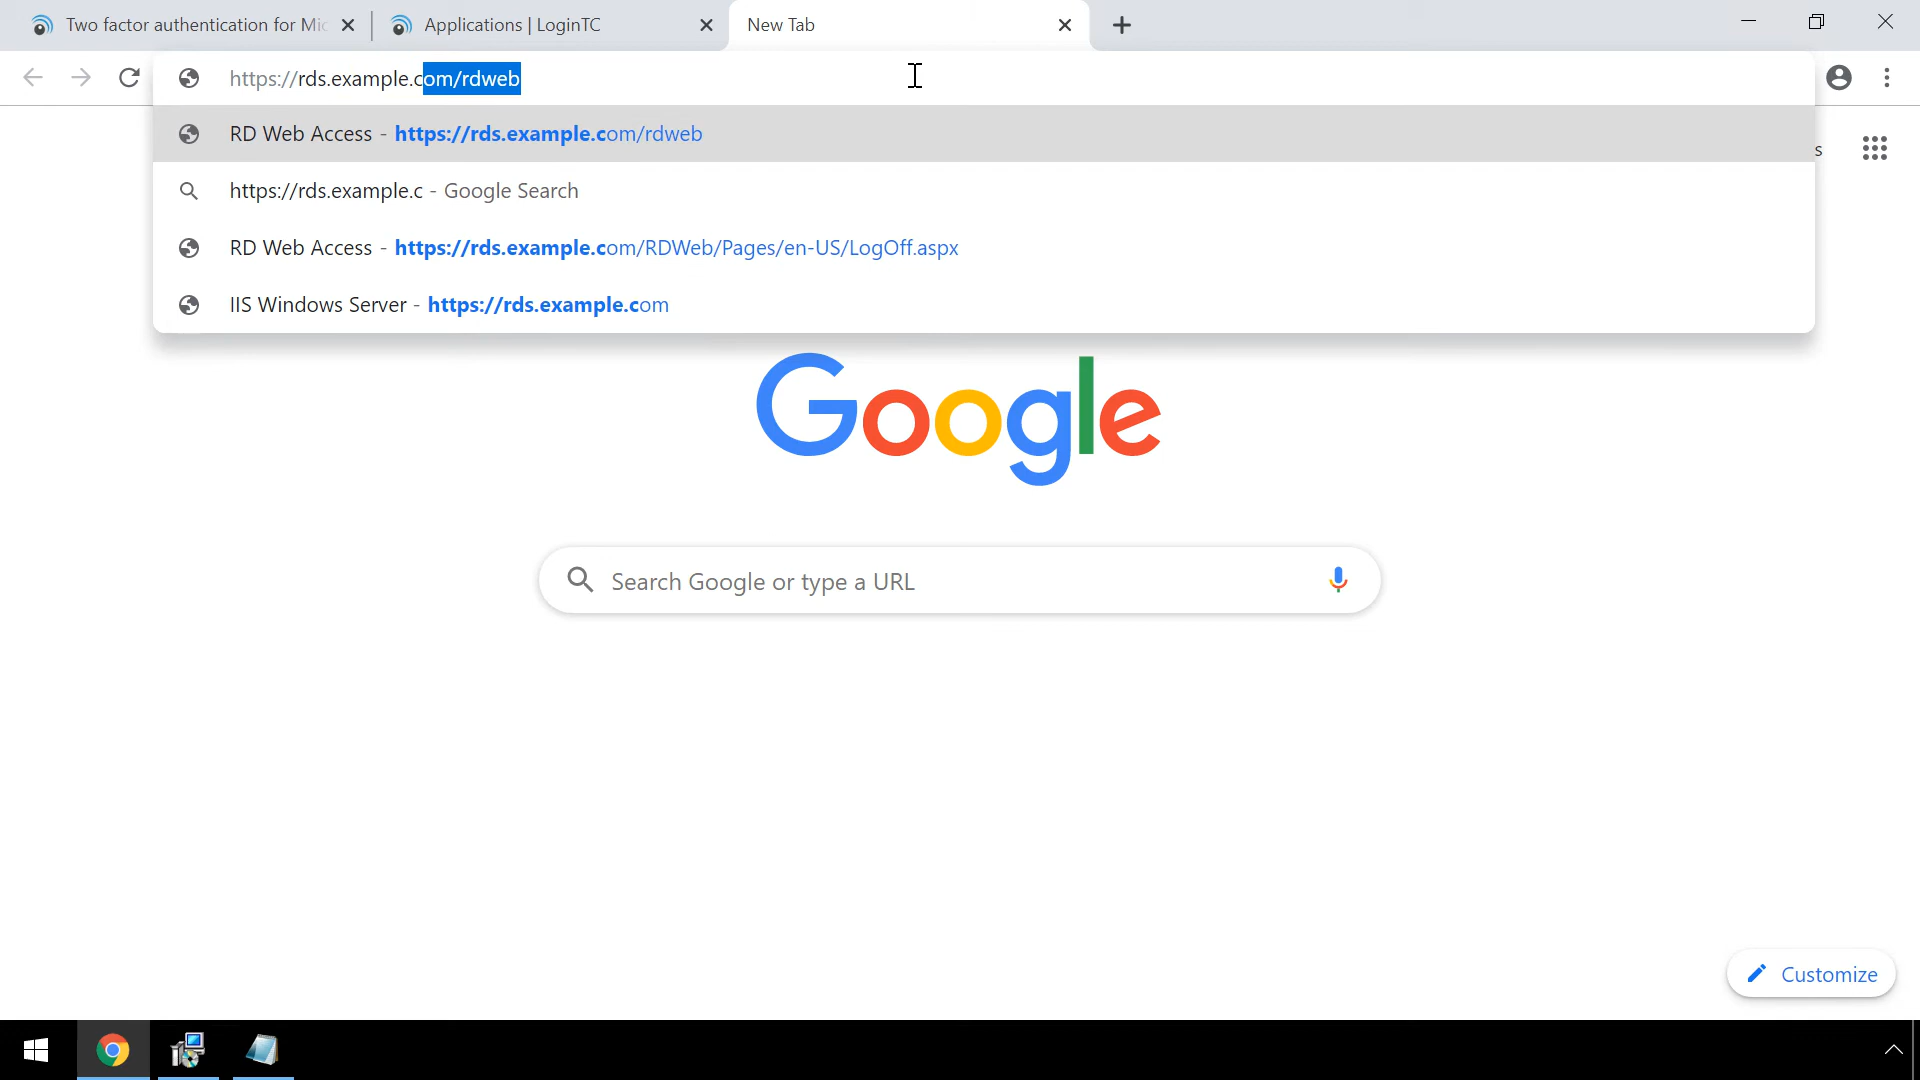 Two factor authentication for Mic
Applications | LoginTC
New Tab
https://rds.example.com/rdweb
RD Web Access - https://rds.example.com/rdweb
https://rds.example.c - Google Search
RD Web Access - https://rds.example.com/RDWeb/Pages/en-US/LogOff.aspx
IIS Windows Server - https://rds.example.com
s
Google
Search Google or type a URL
Customize